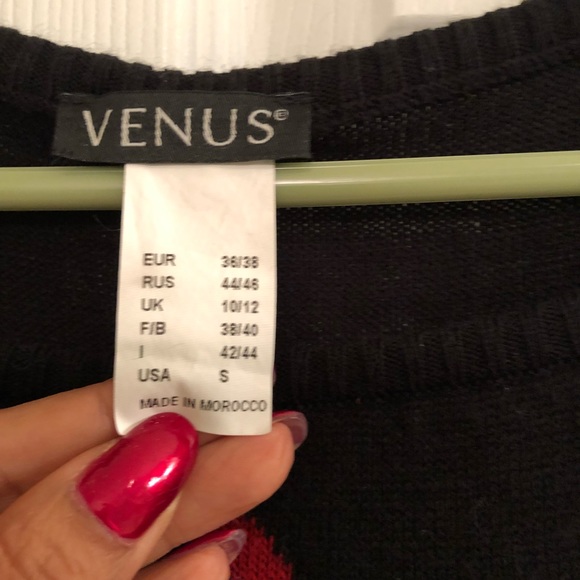 VENUS®
EUR 36/38
RUS 44/46
UK 10/12
F/B 38/40
I 42/44
USA S
MADE IN MOROCCO